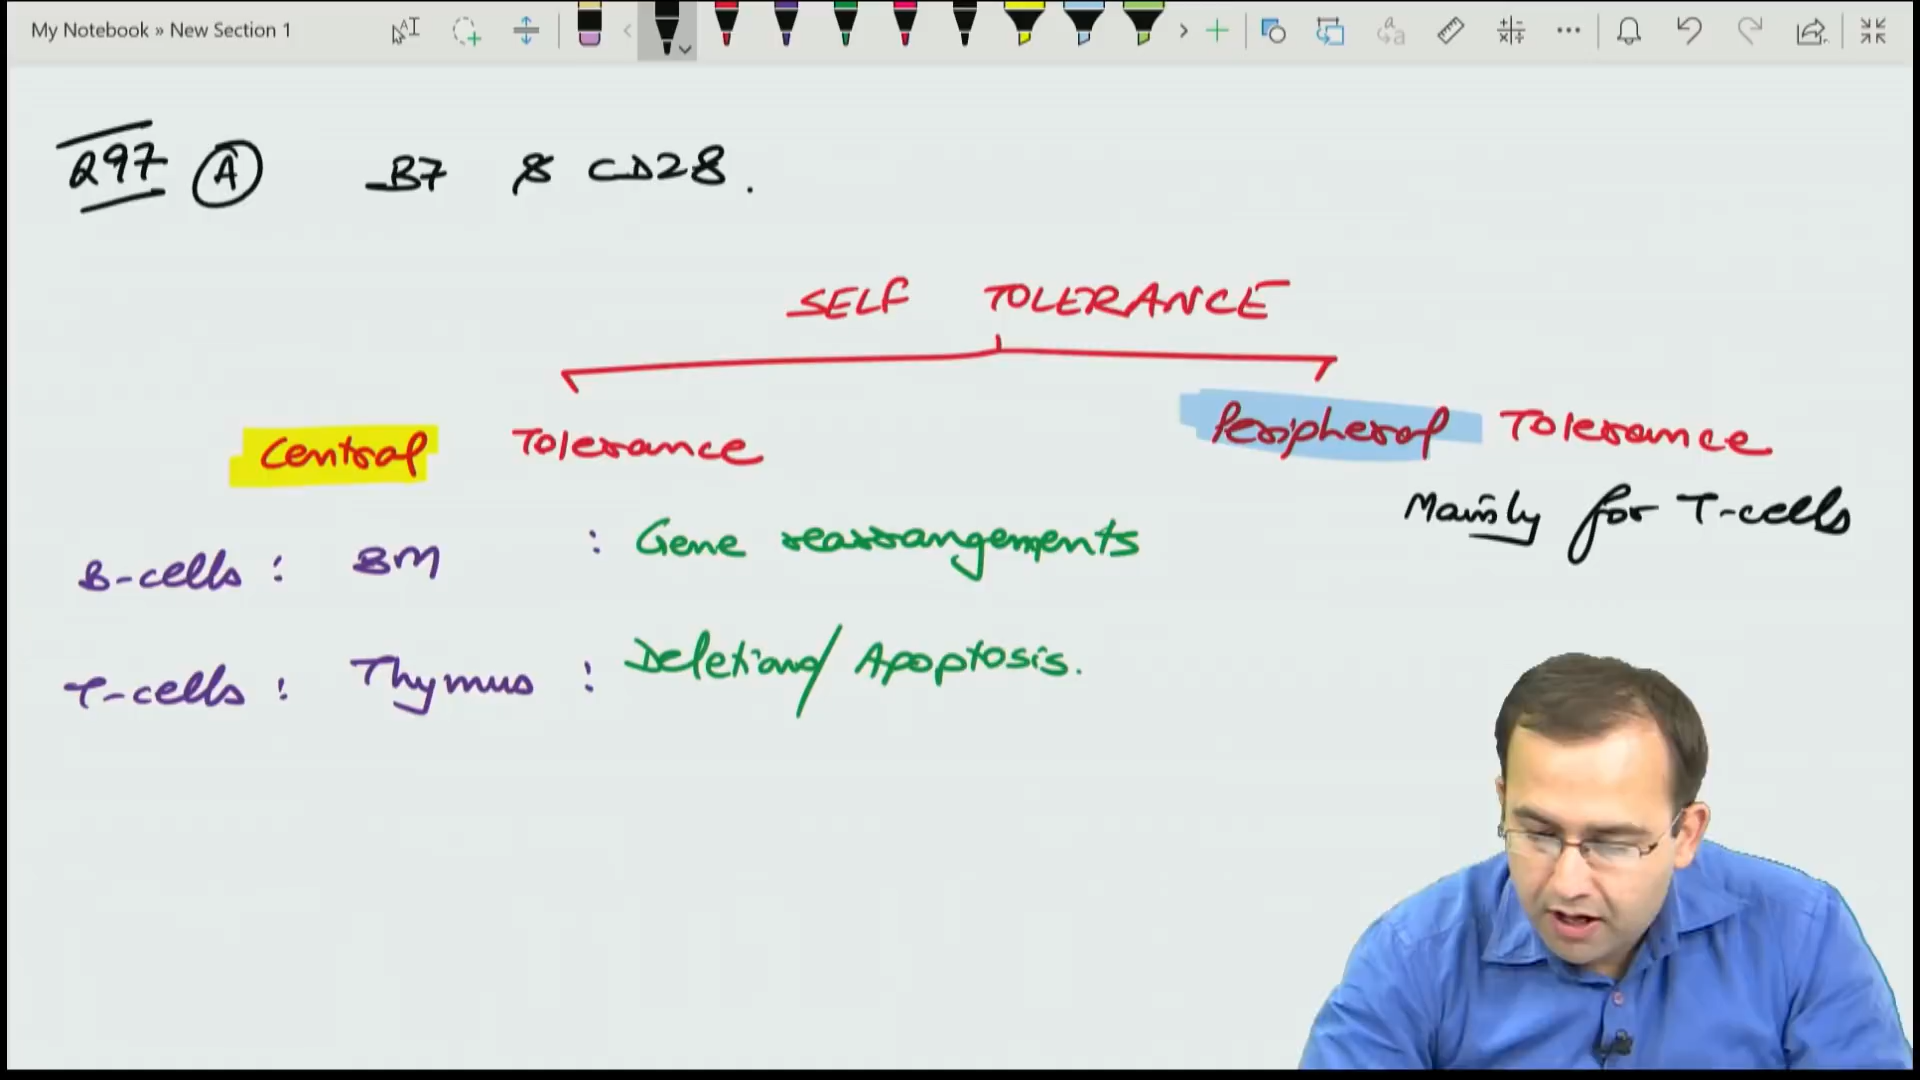 My Notebook » New Section 1
Q97 A B7 & CD28.
SELF TOLERANCE
Central Tolerance
Peripheral Tolerance
Mainly for T-cells
B-cells : BM : Gene rearrangements
T-cells : Thymus : Deletion/ Apoptosis.